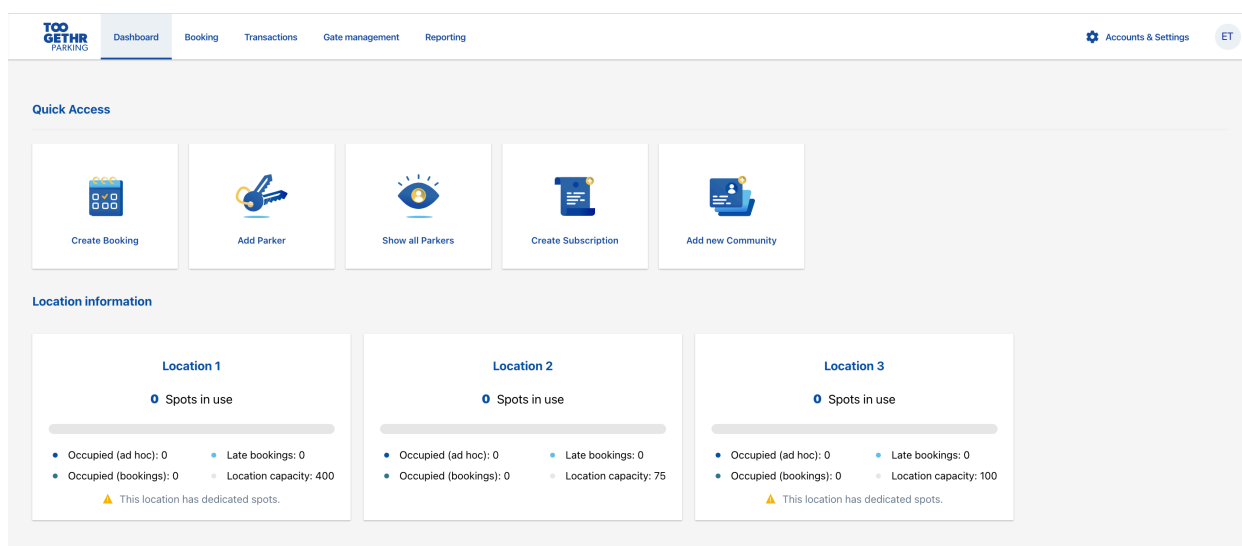 TOO
GETHR
PARKING
Dashboard
Booking
Transactions
Gate management
Reporting
Accounts & Settings
ET
Quick Access
Create Booking
Add Parker
Show all Parkers
Create Subscription
Add new Community
Location information
Location 1
0 Spots in use
Occupied (ad hoc): 0
Late bookings: 0
Occupied (bookings): 0
Location capacity: 400
This location has dedicated spots.
Location 2
0 Spots in use
Occupied (ad hoc): 0
Late bookings: 0
Occupied (bookings): 0
Location capacity: 75
Location 3
0 Spots in use
Occupied (ad hoc): 0
Late bookings: 0
Occupied (bookings): 0
Location capacity: 100
This location has dedicated spots.